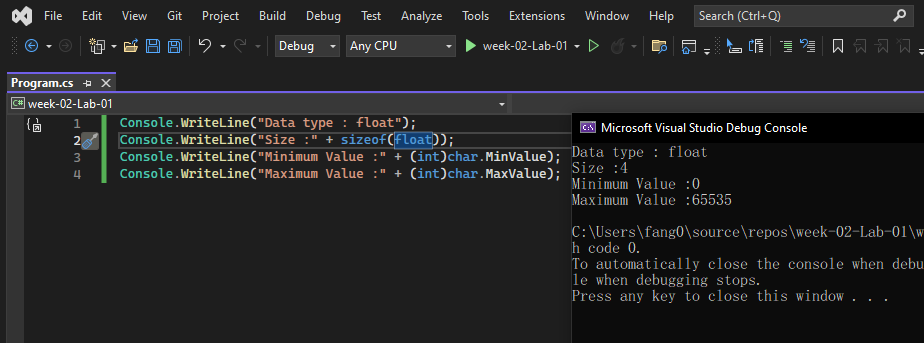 File Edit View Git Project Build Debug Test Analyze Tools Extensions Window Help Search (Ctrl+Q)
Debug Any CPU week-02-Lab-01
Program.cs
C# week-02-Lab-01
1 Console.WriteLine("Data type : float");
2 Console.WriteLine("Size :" + sizeof(float));
3 Console.WriteLine("Minimum Value :" + (int)char.MinValue);
4 Console.WriteLine("Maximum Value :" + (int)char.MaxValue);
Microsoft Visual Studio Debug Console
Data type : float
Size :4
Minimum Value :0
Maximum Value :65535
C:\Users\fang0\source\repos\week-02-Lab-01\w
h code 0.
To automatically close the console when debu
le when debugging stops.
Press any key to close this window . . .